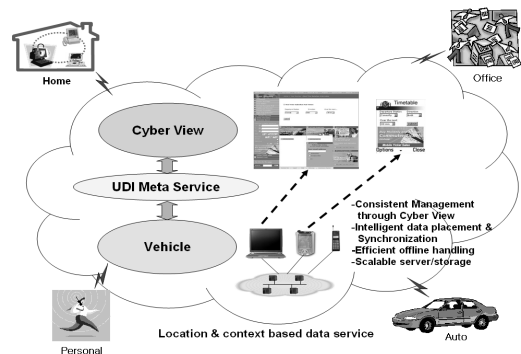 Home
Office
Cyber View
UDI Meta Service
Vehicle
Timetable
Options
Close
-Consistent Management
through Cyber View
-Intelligent data placement &
Synchronization
-Efficient offline handling
-Scalable server/storage
Personal
Location & context based data service
Auto